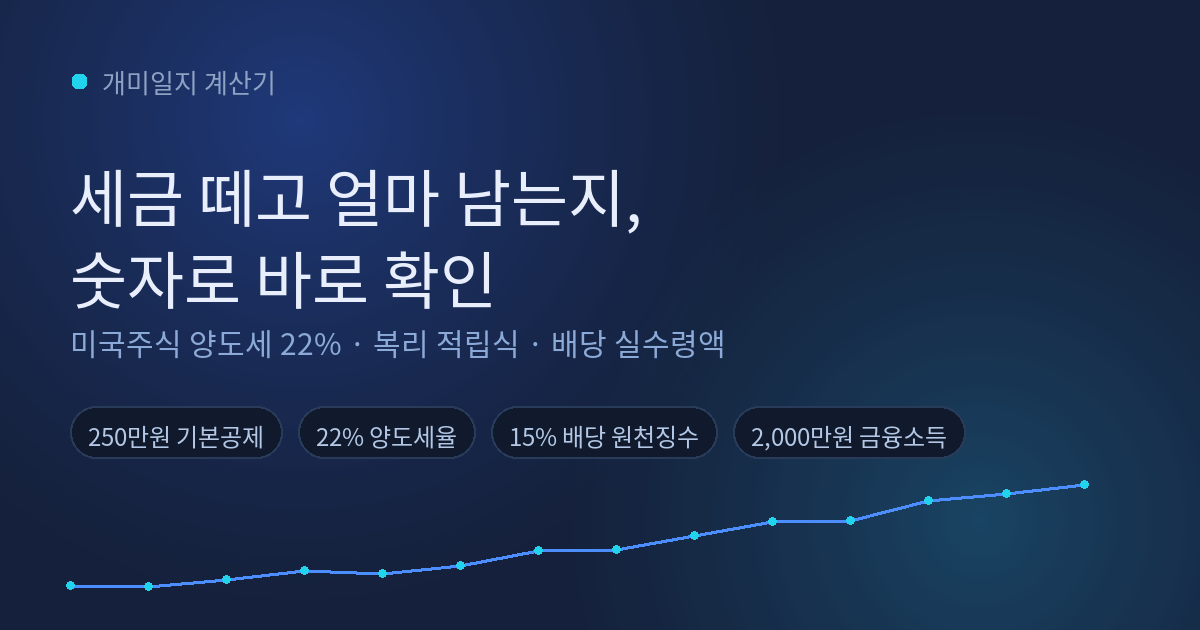 개미일지 계산기
세금 떼고 얼마 남는지,
숫자로 바로 확인
미국주식 양도세 22% · 복리 적립식 · 배당 실수령액
250만원 기본공제
22% 양도세율
15% 배당 원천징수
2,000만원 금융소득